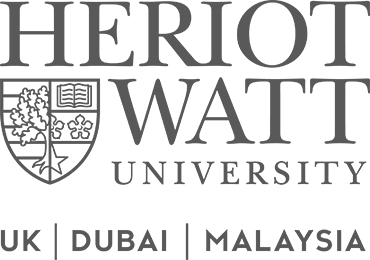 HERIOT
WATT
UNIVERSITY
UK | DUBAI | MALAYSIA